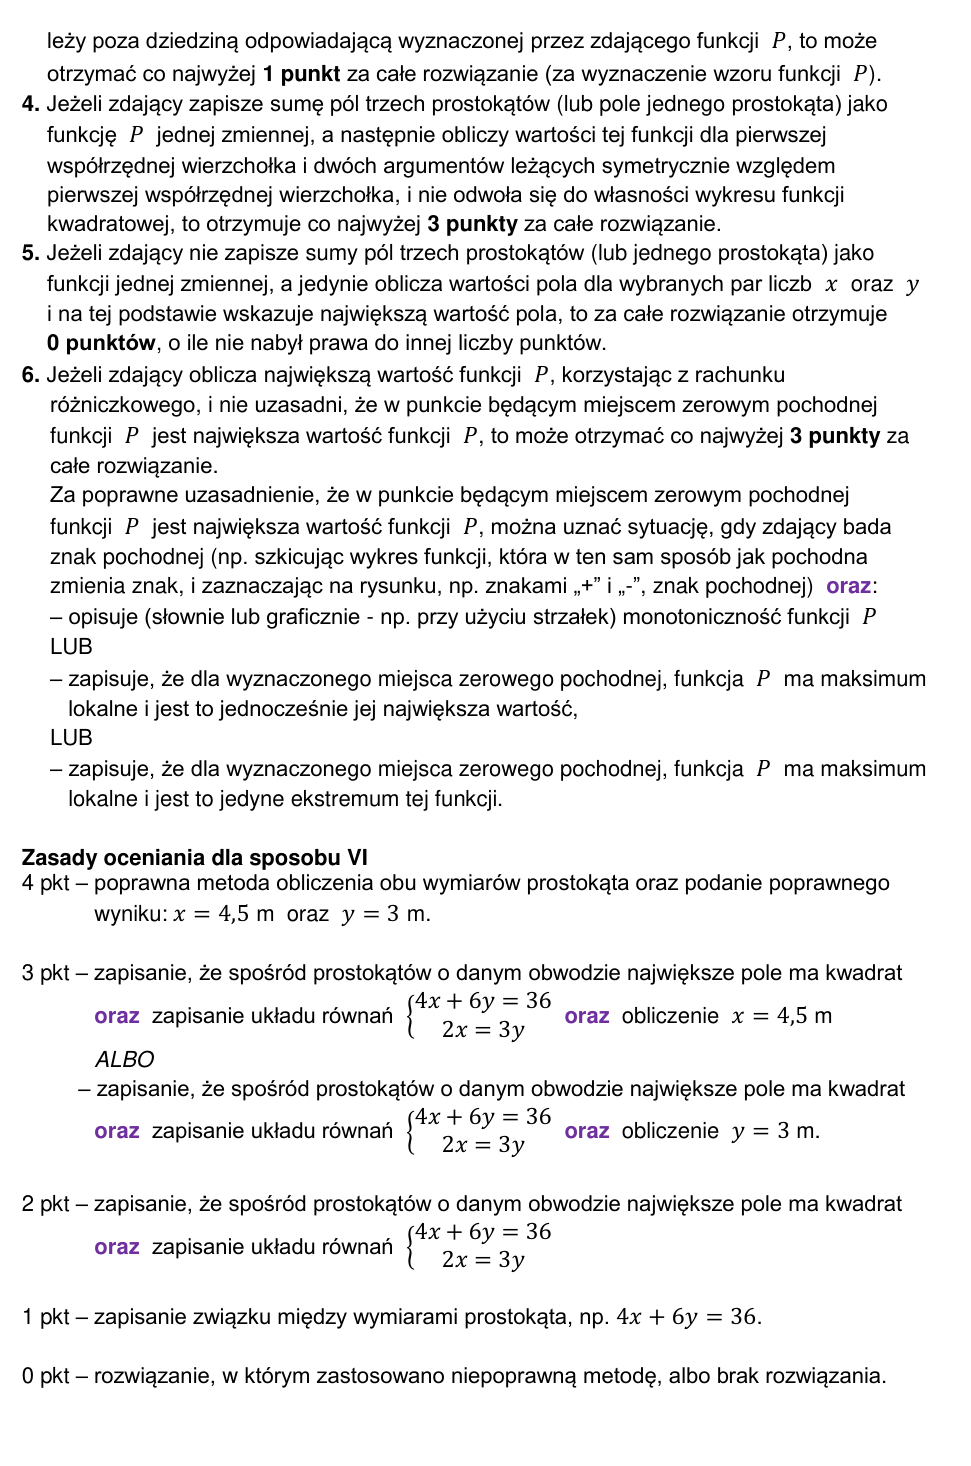 leży poza dziedziną odpowiadającą wyznaczonej przez zdającego funkcji P, to może
otrzymać co najwyżej 1 punkt za całe rozwiązanie (za wyznaczenie wzoru funkcji P).
4. Jeżeli zdający zapisze sumę pól trzech prostokątów (lub pole jednego prostokąta) jako
funkcję P jednej zmiennej, a następnie obliczy wartości tej funkcji dla pierwszej
współrzędnej wierzchołka i dwóch argumentów leżących symetrycznie względem
pierwszej współrzędnej wierzchołka, i nie odwoła się do własności wykresu funkcji
kwadratowej, to otrzymuje co najwyżej 3 punkty za całe rozwiązanie.
5. Jeżeli zdający nie zapisze sumy pól trzech prostokątów (lub jednego prostokąta) jako
funkcji jednej zmiennej, a jedynie oblicza wartości pola dla wybranych par liczb x oraz y
i na tej podstawie wskazuje największą wartość pola, to za całe rozwiązanie otrzymuje
0 punktów, o ile nie nabył prawa do innej liczby punktów.
6. Jeżeli zdający oblicza największą wartość funkcji P, korzystając z rachunku
różniczkowego, i nie uzasadni, że w punkcie będącym miejscem zerowym pochodnej
funkcji P jest największa wartość funkcji P, to może otrzymać co najwyżej 3 punkty za
całe rozwiązanie.
Za poprawne uzasadnienie, że w punkcie będącym miejscem zerowym pochodnej
funkcji P jest największa wartość funkcji P, można uznać sytuację, gdy zdający bada
znak pochodnej (np. szkicując wykres funkcji, która w ten sam sposób jak pochodna
zmienia znak, i zaznaczając na rysunku, np. znakami „+” i „-”, znak pochodnej) oraz:
– opisuje (słownie lub graficznie - np. przy użyciu strzałek) monotoniczność funkcji P
LUB
– zapisuje, że dla wyznaczonego miejsca zerowego pochodnej, funkcja P ma maksimum
lokalne i jest to jednocześnie jej największa wartość,
LUB
– zapisuje, że dla wyznaczonego miejsca zerowego pochodnej, funkcja P ma maksimum
lokalne i jest to jedyne ekstremum tej funkcji.
Zasady oceniania dla sposobu VI
4 pkt – poprawna metoda obliczenia obu wymiarów prostokąta oraz podanie poprawnego
wyniku: x = 4,5 m oraz y = 3 m.
3 pkt – zapisanie, że spośród prostokątów o danym obwodzie największe pole ma kwadrat
oraz zapisanie układu równań {4x + 6y = 36
2x = 3y oraz obliczenie x = 4,5 m
ALBO
– zapisanie, że spośród prostokątów o danym obwodzie największe pole ma kwadrat
oraz zapisanie układu równań {4x + 6y = 36
2x = 3y oraz obliczenie y = 3 m.
2 pkt – zapisanie, że spośród prostokątów o danym obwodzie największe pole ma kwadrat
oraz zapisanie układu równań {4x + 6y = 36
2x = 3y
1 pkt – zapisanie związku między wymiarami prostokąta, np. 4x + 6y = 36.
0 pkt – rozwiązanie, w którym zastosowano niepoprawną metodę, albo brak rozwiązania.